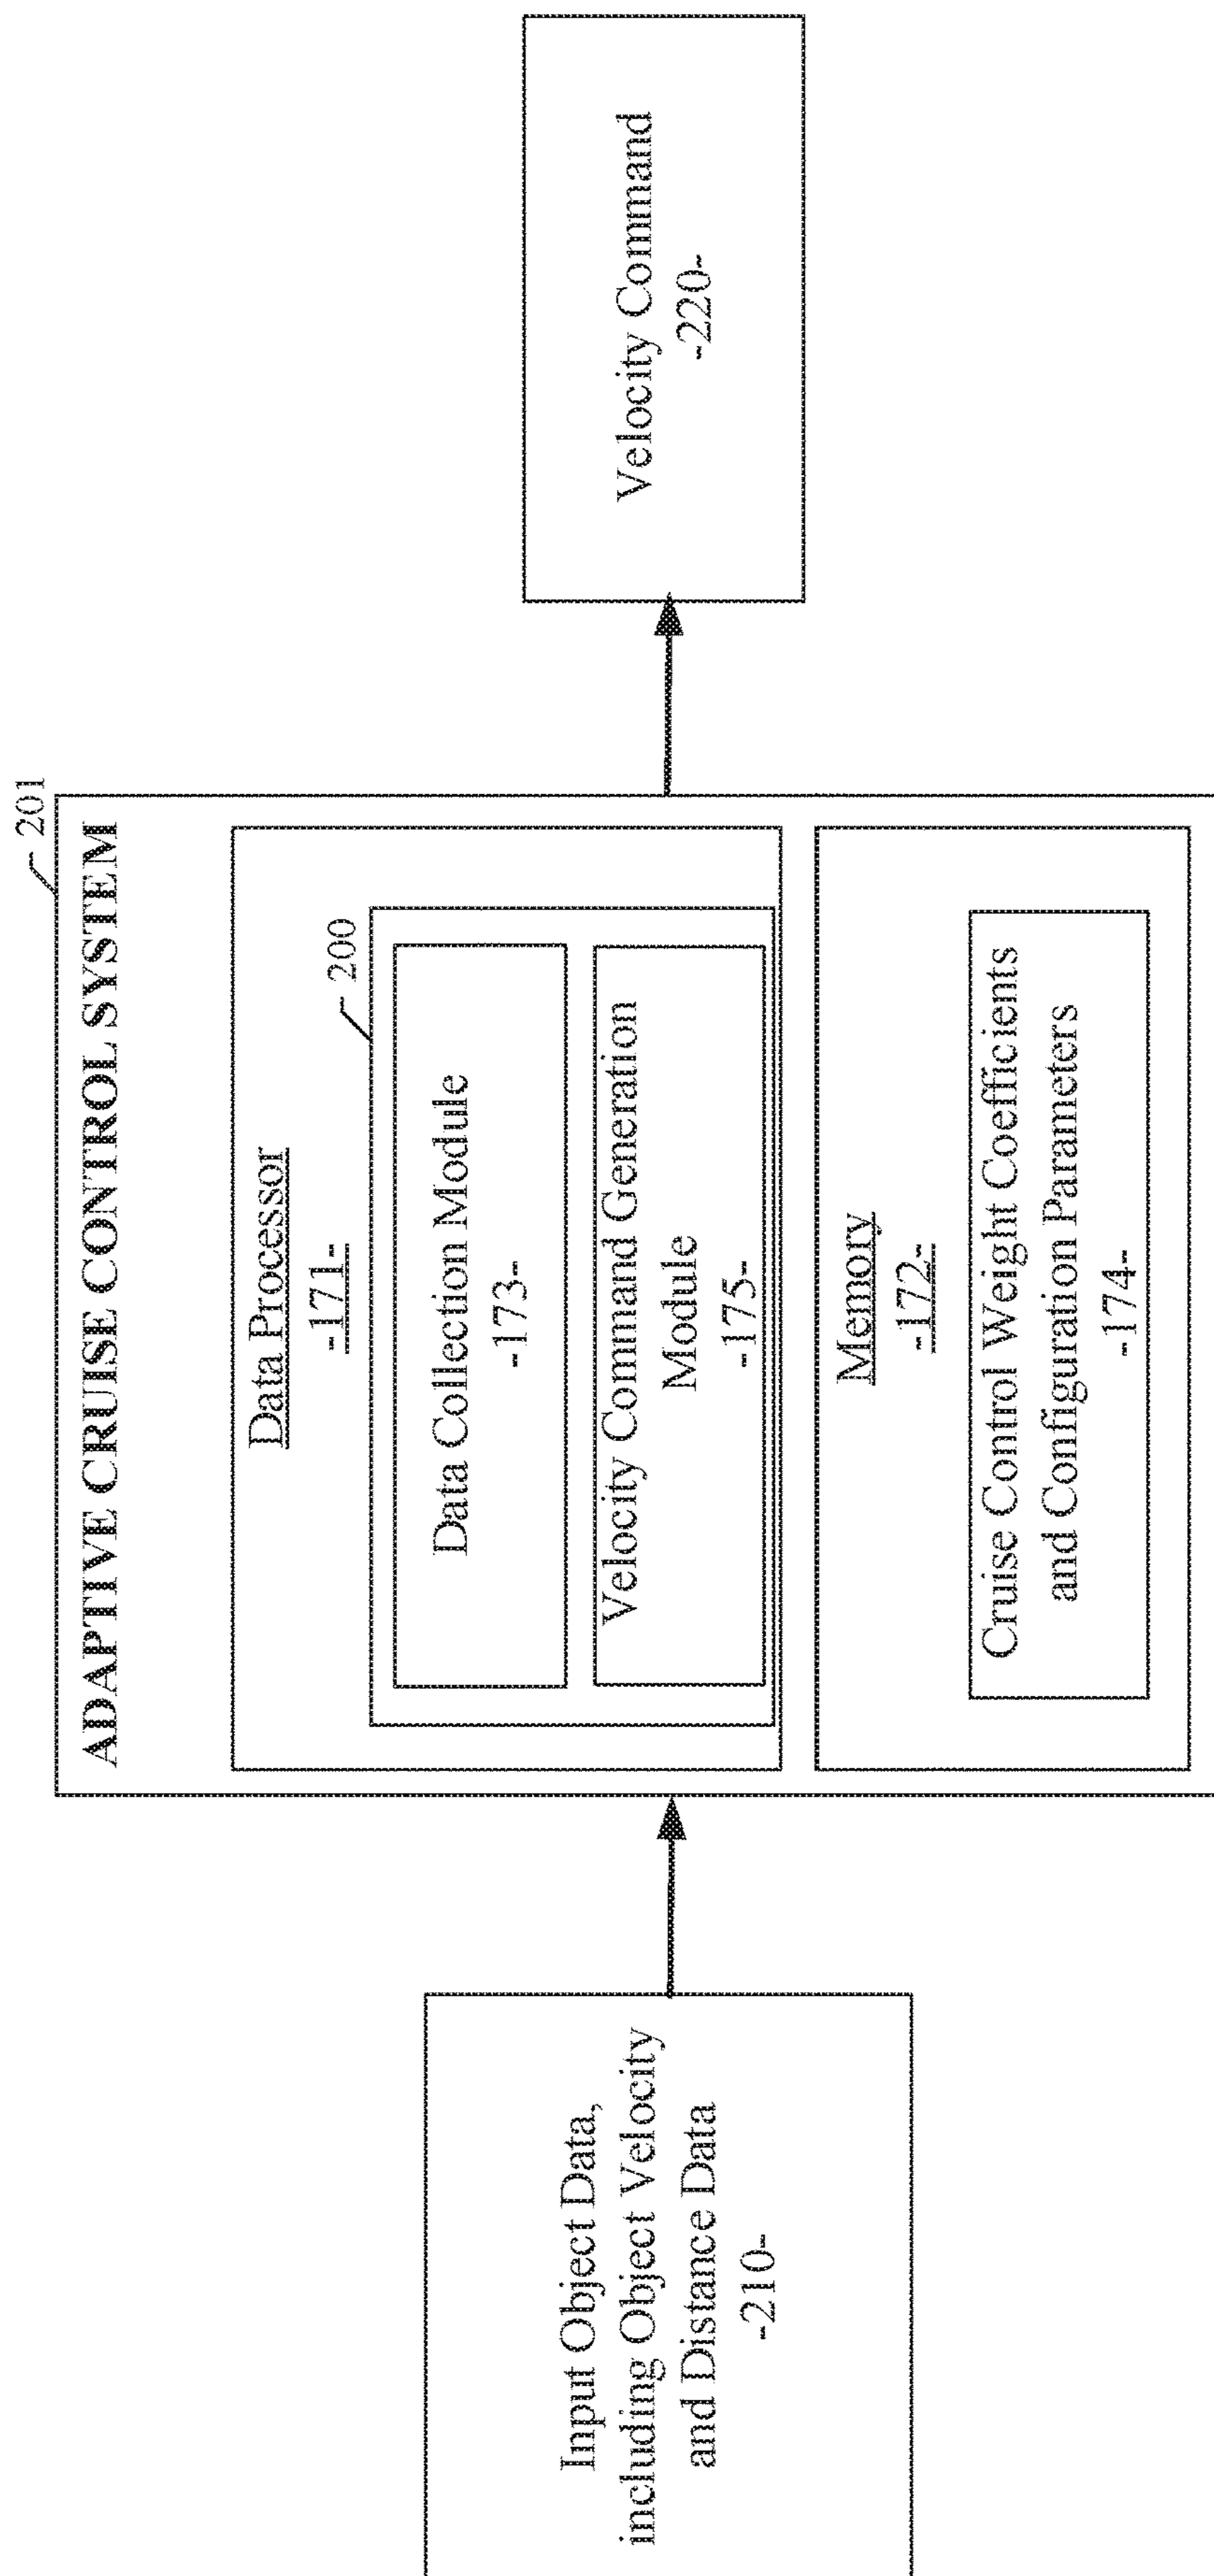 Input Object Data,
including Object Velocity
and Distance Data
-210-
201
ADAPTIVE CRUISE CONTROL SYSTEM
Data Processor
-171-
200
Data Collection Module
-173-
Velocity Command Generation
Module
-175-
Memory
-172-
Cruise Control Weight Coefficients
and Configuration Parameters
-174-
Velocity Command
-220-